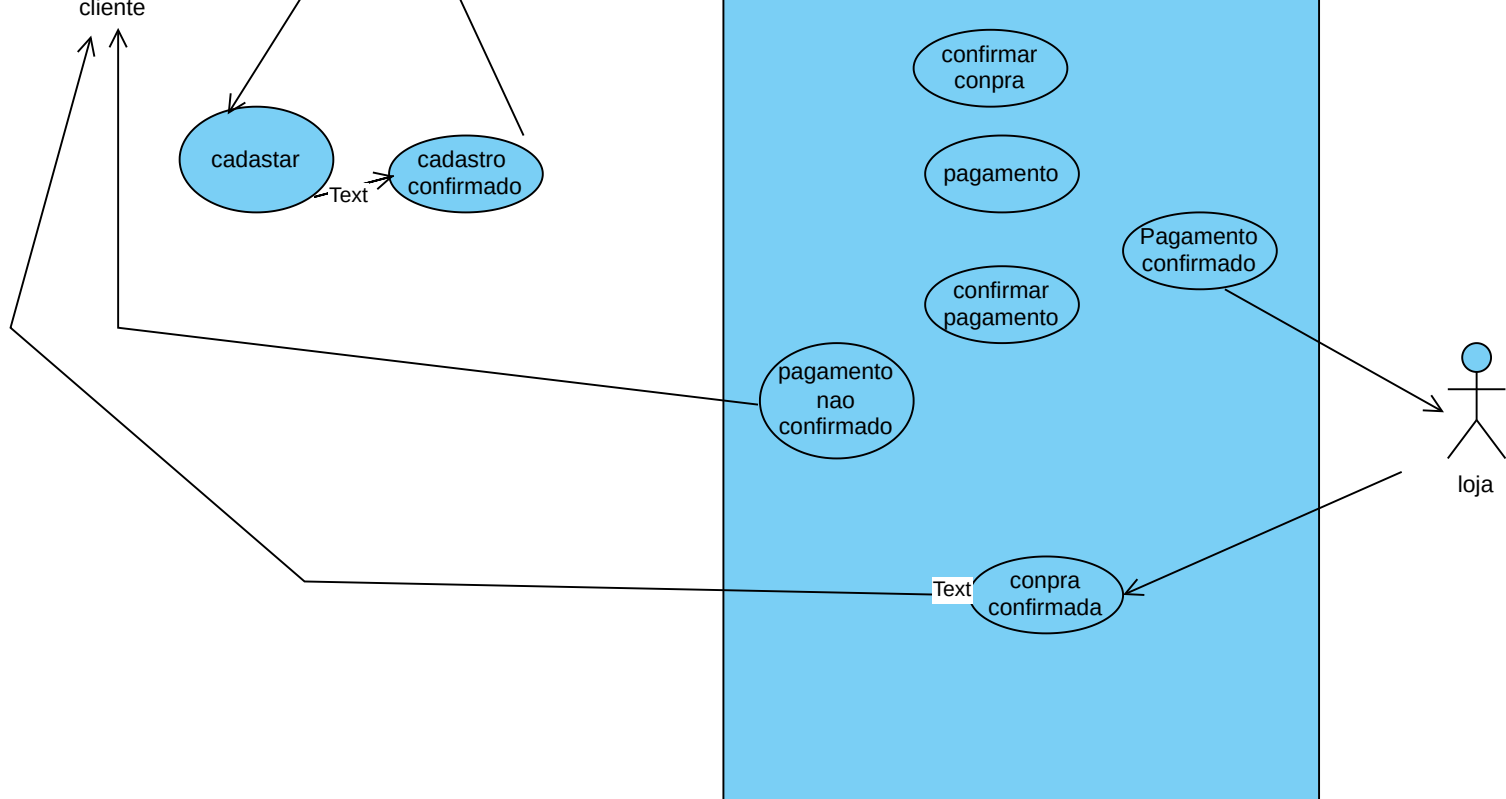 cliente
confirmar
conpra
cadastar
cadastro
confirmado
Text
pagamento
Pagamento
confirmado
confirmar
pagamento
pagamento
nao
confirmado
loja
Text
conpra
confirmada